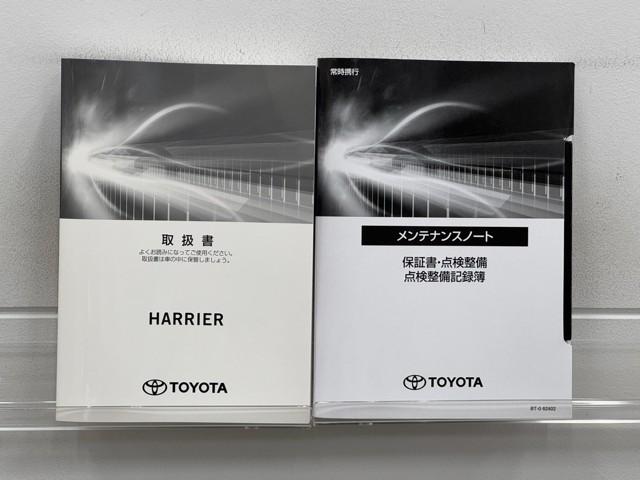 取扱書
よくお読みになってご使用ください。
取扱書は車の中に保管しましょう。
HARRIER
TOYOTA
常時携行
メンテナンスノート
保証書・点検整備
点検整備記録簿
TOYOTA
BT-0 62402